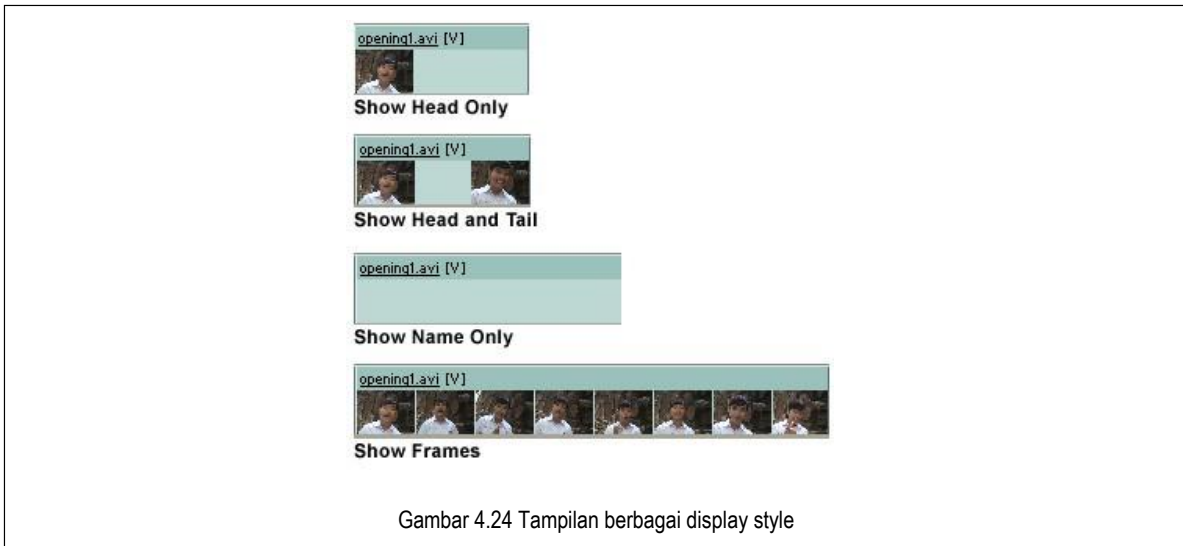 opening1.avi [V]
Show Head Only
opening1.avi [V]
Show Head and Tail
opening1.avi [V]
Show Name Only
opening1.avi [V]
Show Frames
Gambar 4.24 Tampilan berbagai display style